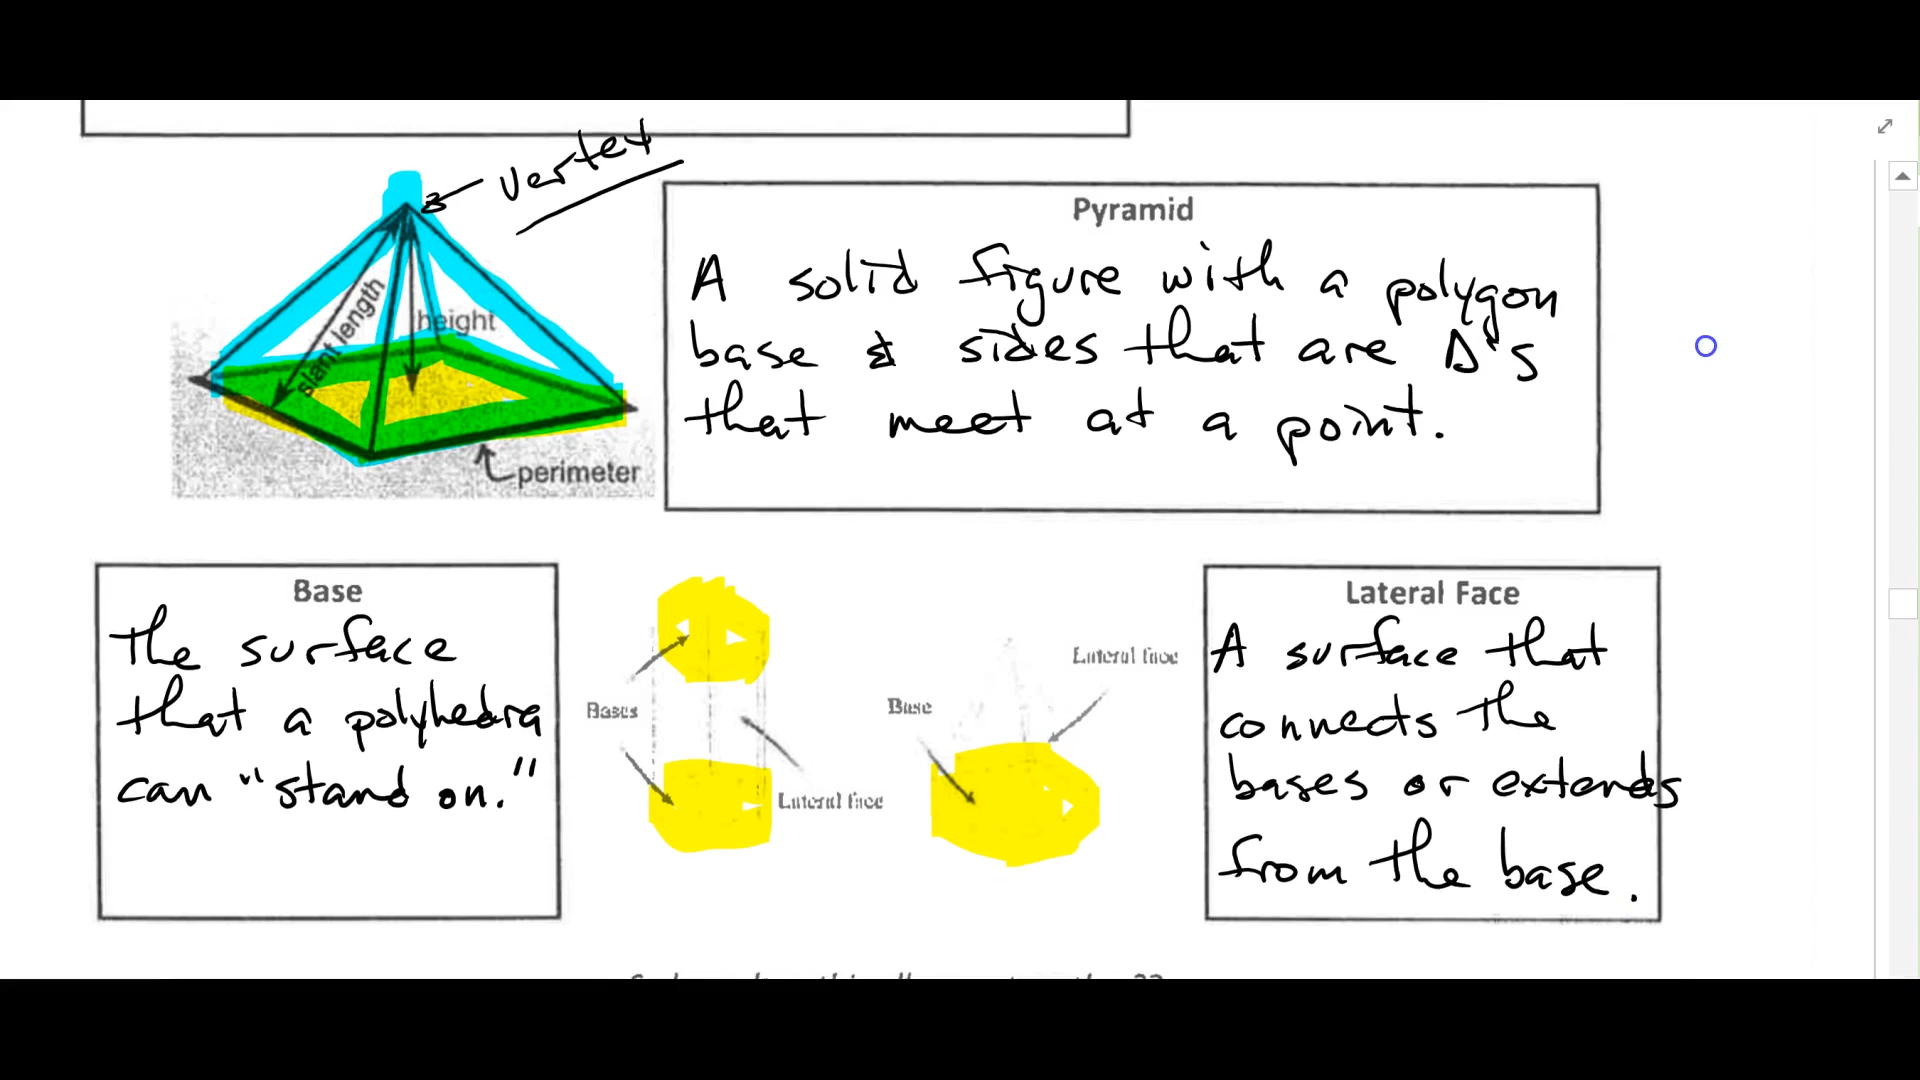 vertex
slant length
height
perimeter
Pyramid
A solid figure with a polygon
base & sides that are Δ's
that meet at a point.
Base
The surface
that a polyhedra
can "stand on."
Bases
Lateral face
Base
Lateral face
Lateral Face
A surface that
connects the
bases or extends
from the base.